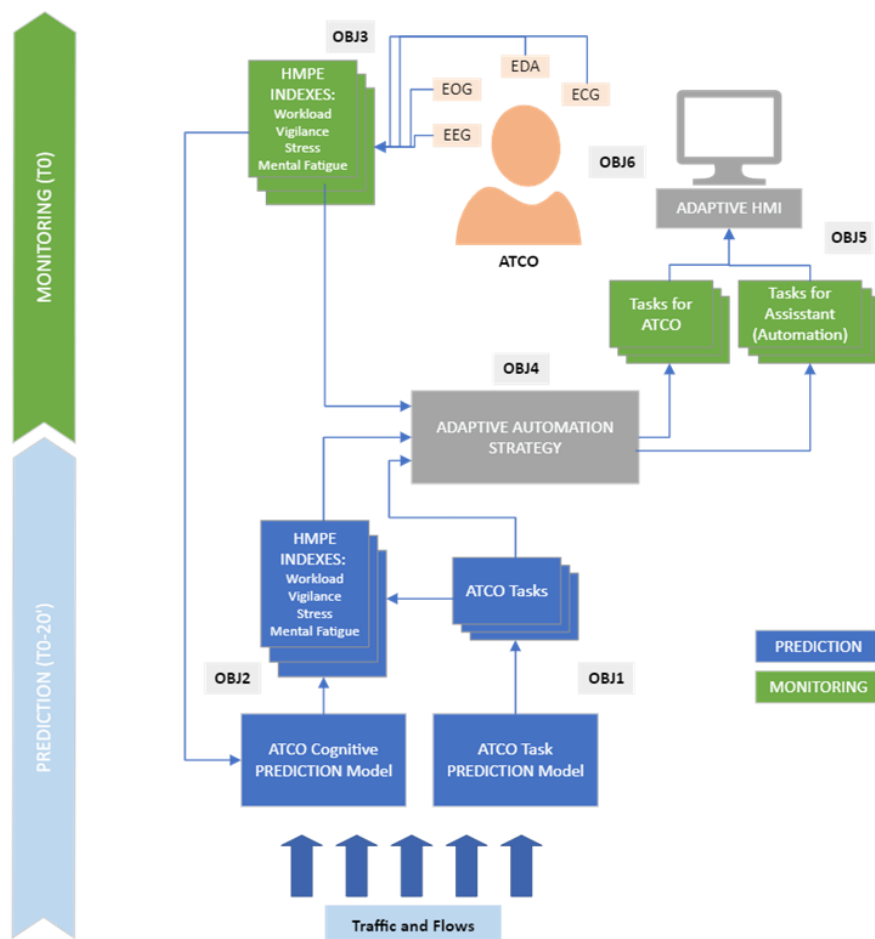 OBJ3
HMPE
INDEXES:
Workload
Vigilance
Stress
Mental Fatigue
EDA
EOG
ECG
EEG
ATCO
OBJ6
ADAPTIVE HMI
OBJ5
Tasks for
ATCO
Tasks for
Assisstant
(Automation)
MONITORING (T0)
OBJ4
ADAPTIVE AUTOMATION
STRATEGY
HMPE
INDEXES:
Workload
Vigilance
Stress
Mental Fatigue
ATCO Tasks
OBJ2
OBJ1
PREDICTION
MONITORING
PREDICTION (T0-20')
ATCO Cognitive
PREDICTION Model
ATCO Task
PREDICTION Model
Traffic and Flows